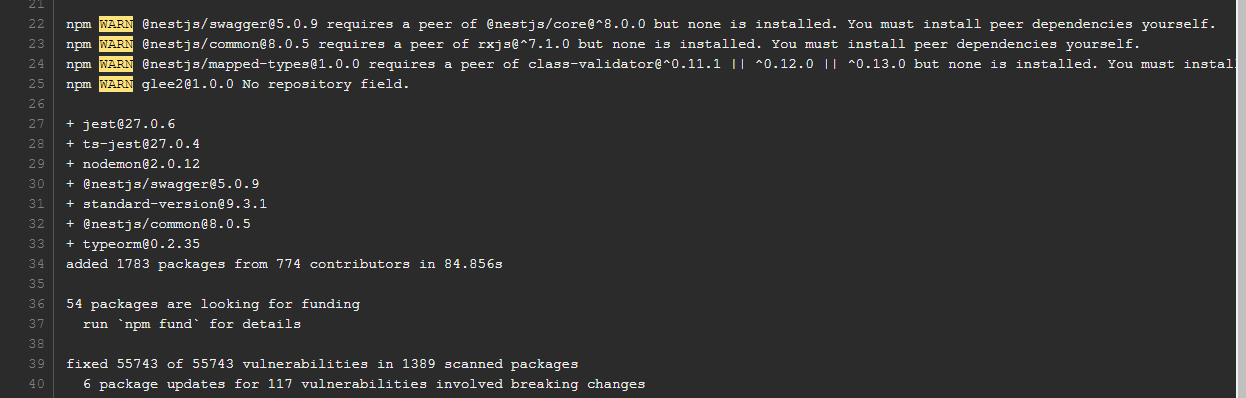 21
22 npm WARN @nestjs/swagger@5.0.9 requires a peer of @nestjs/core@^8.0.0 but none is installed. You must install peer dependencies yourself.
23 npm WARN @nestjs/common@8.0.5 requires a peer of rxjs@^7.1.0 but none is installed. You must install peer dependencies yourself.
24 npm WARN @nestjs/mapped-types@1.0.0 requires a peer of class-validator@^0.11.1 || ^0.12.0 || ^0.13.0 but none is installed. You must instal
25 npm WARN glee2@1.0.0 No repository field.
26
27 + jest@27.0.6
28 + ts-jest@27.0.4
29 + nodemon@2.0.12
30 + @nestjs/swagger@5.0.9
31 + standard-version@9.3.1
32 + @nestjs/common@8.0.5
33 + typeorm@0.2.35
34 added 1783 packages from 774 contributors in 84.856s
35
36 54 packages are looking for funding
37 run `npm fund` for details
38
39 fixed 55743 of 55743 vulnerabilities in 1389 scanned packages
40 6 package updates for 117 vulnerabilities involved breaking changes